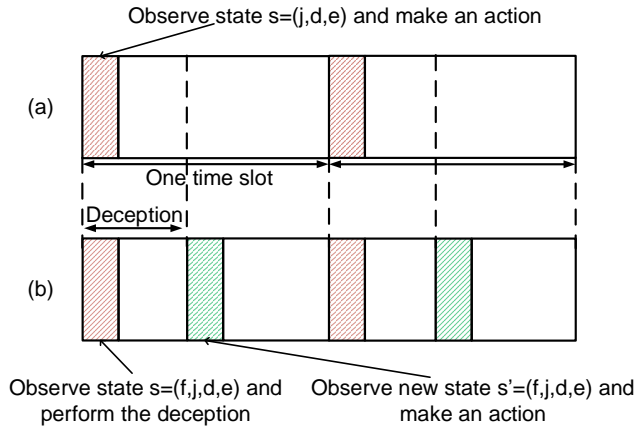 Observe state s=(j,d,e) and make an action
(a)
One time slot
Deception
(b)
Observe state s=(f,j,d,e) and
perform the deception
Observe new state s'=(f,j,d,e) and
make an action